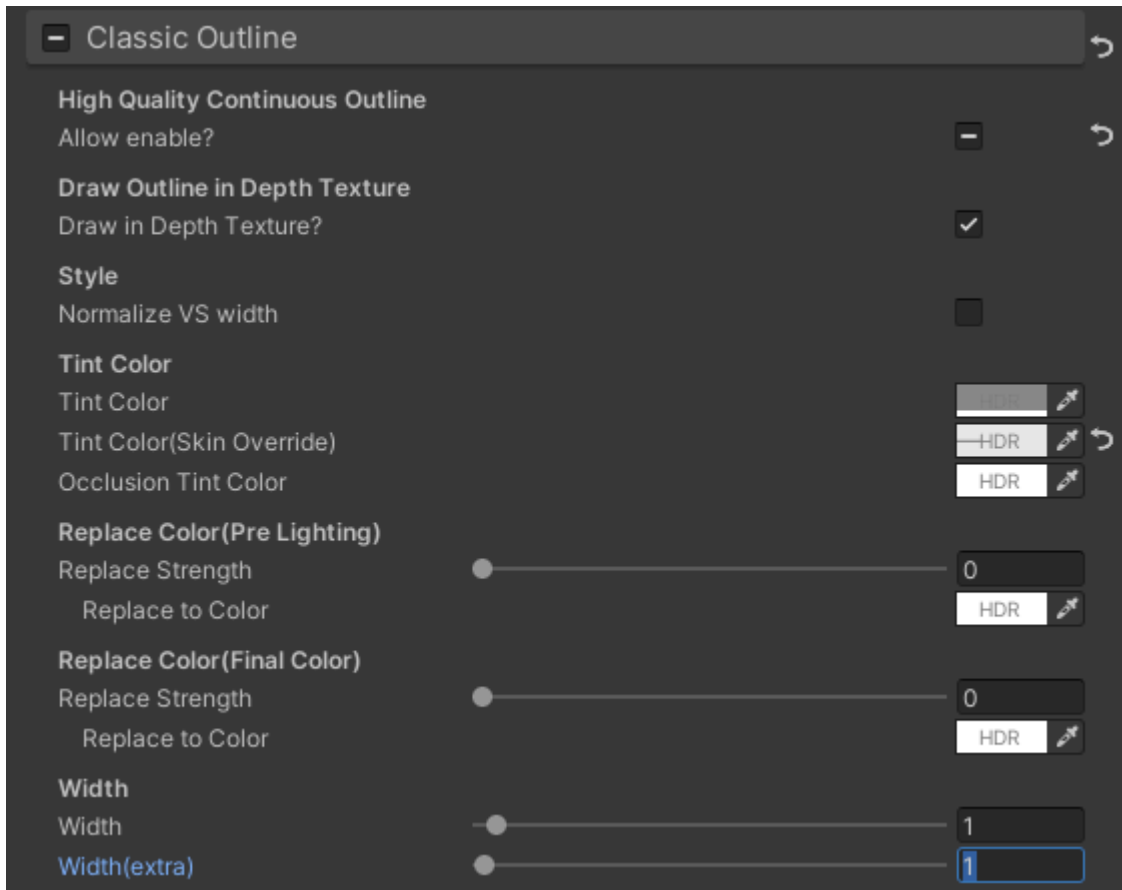 Classic Outline
High Quality Continuous Outline
Allow enable?
Draw Outline in Depth Texture
Draw in Depth Texture?
Style
Normalize VS width
Tint Color
Tint Color HDR
Tint Color(Skin Override) HDR
Occlusion Tint Color HDR
Replace Color(Pre Lighting)
Replace Strength 0
Replace to Color HDR
Replace Color(Final Color)
Replace Strength 0
Replace to Color HDR
Width
Width 1
Width(extra) 1